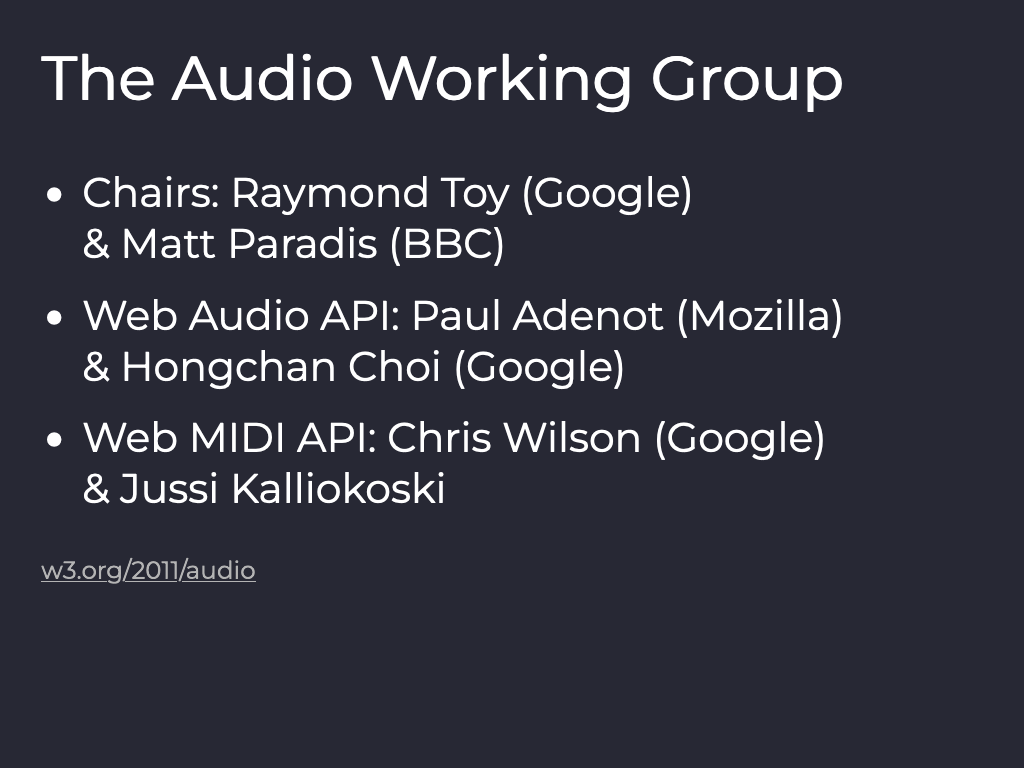 The Audio Working Group
• Chairs: Raymond Toy (Google)
& Matt Paradis (BBC)
• Web Audio API: Paul Adenot (Mozilla)
& Hongchan Choi (Google)
• Web MIDI API: Chris Wilson (Google)
& Jussi Kalliokoski
w3.org/2011/audio